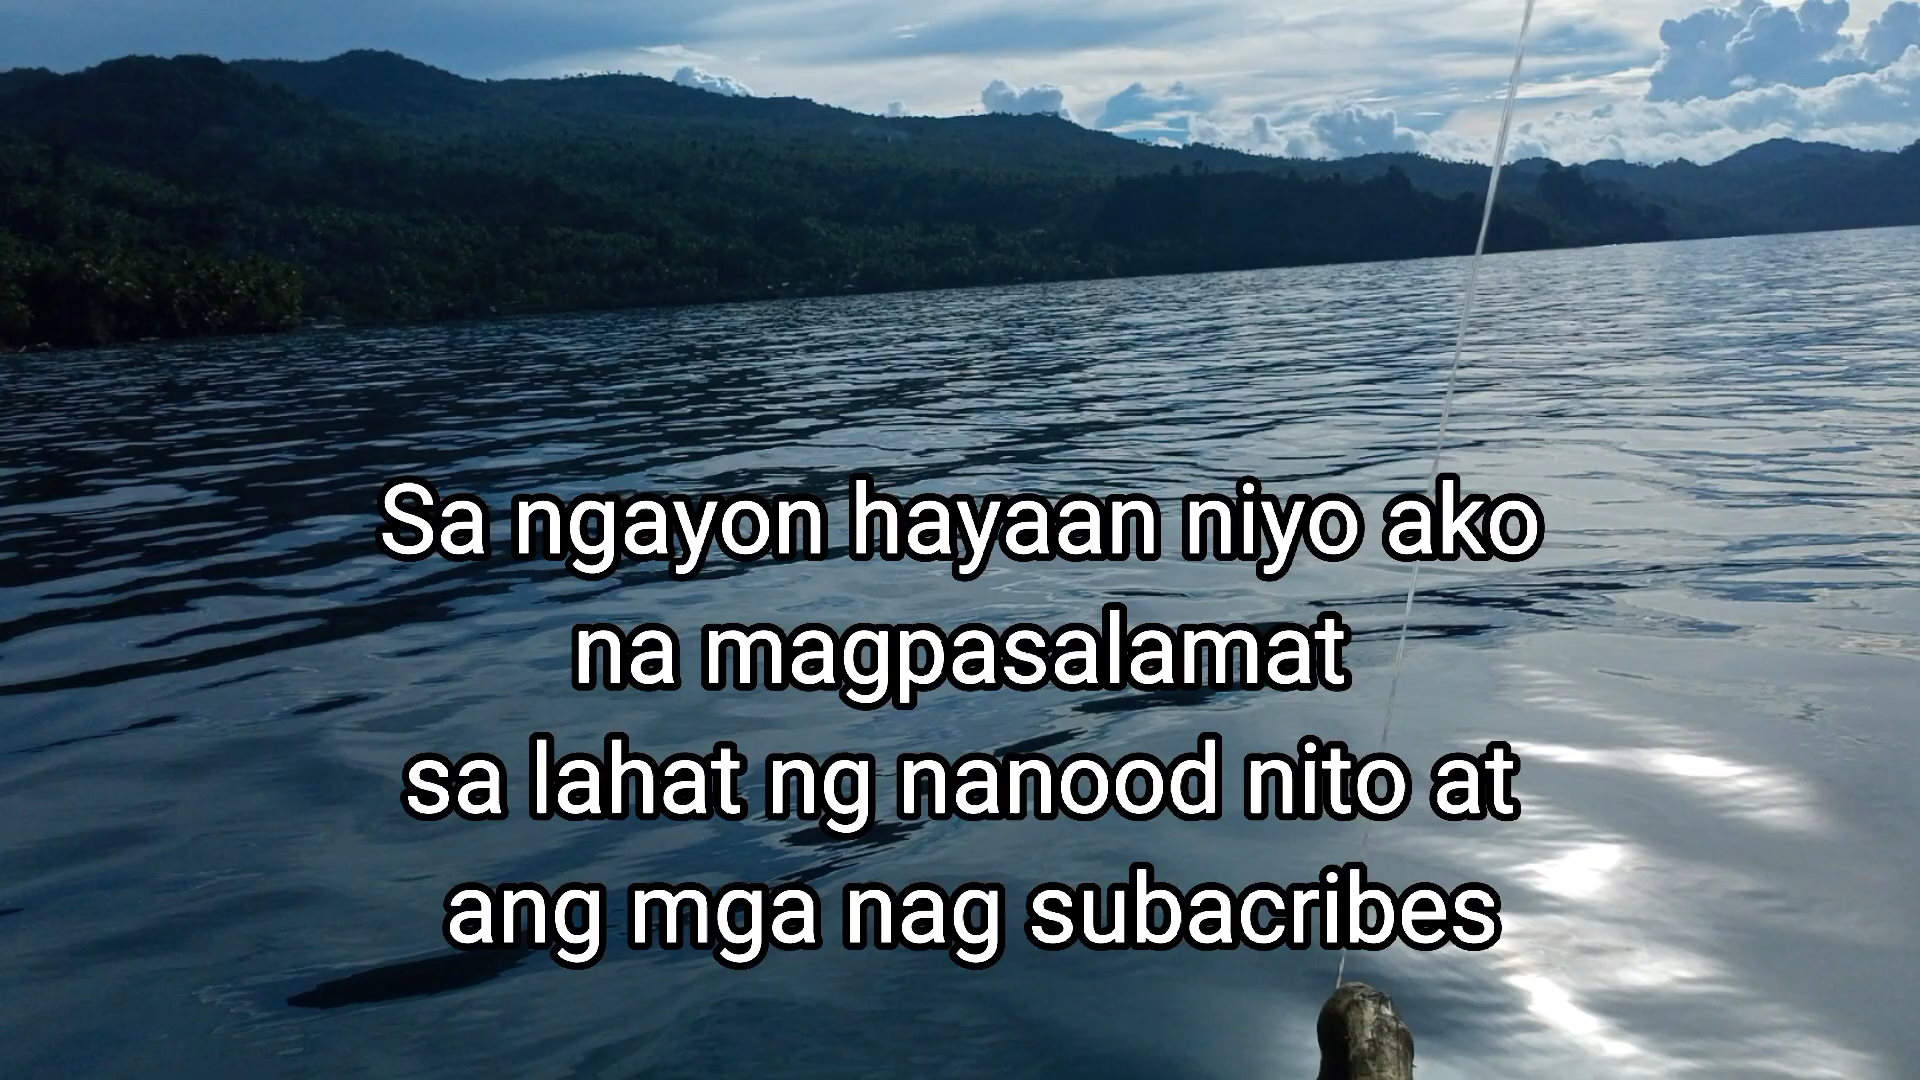 Sa ngayon hayaan niyo ako
na magpasalamat
sa lahat ng nanood nito at
ang mga nag subacribes